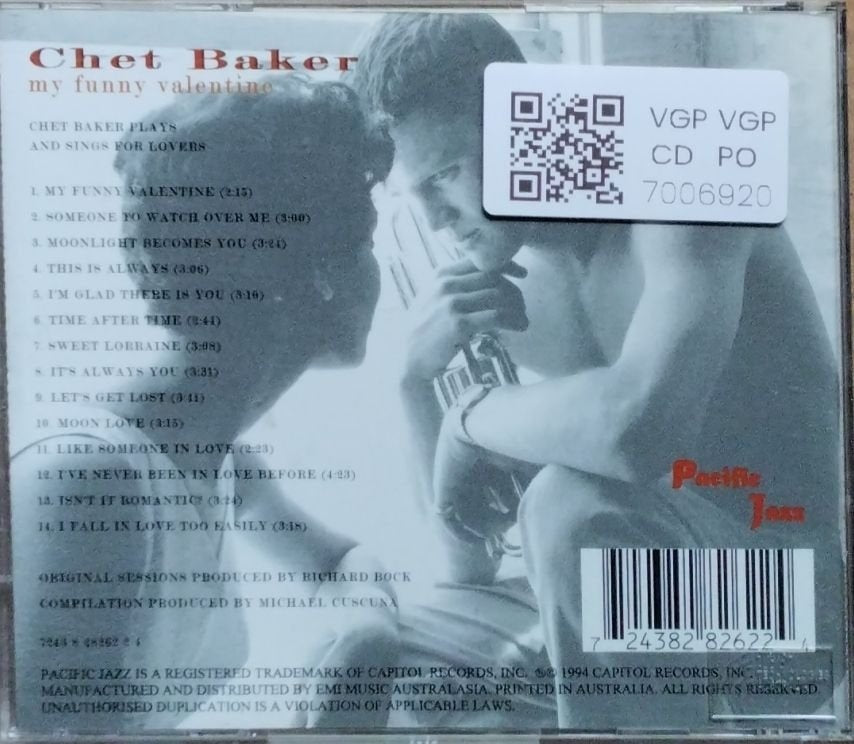 Chet Baker
my funny valentine
CHET BAKER PLAYS
AND SINGS FOR LOVERS
VGP VGP
CD PO
7006920
1. MY FUNNY VALENTINE (2:15)
2. SOMEONE TO WATCH OVER ME (3:00)
3. MOONLIGHT BECOMES YOU (3:24)
4. THIS IS ALWAYS (3:06)
5. I'M GLAD THERE IS YOU (3:10)
6. TIME AFTER TIME (2:44)
7. SWEET LORRAINE (3:08)
8. IT'S ALWAYS YOU (3:31)
9. LET'S GET LOST (3:41)
10. MOON LOVE (3:15)
11. LIKE SOMEONE IN LOVE (2:23)
12. I'VE NEVER BEEN IN LOVE BEFORE (4:23)
13. ISN'T IT ROMANTIC? (3:24)
14. I FALL IN LOVE TOO EASILY (3:18)
Pacific
Jazz
ORIGINAL SESSIONS PRODUCED BY RICHARD BOCK
COMPILATION PRODUCED BY MICHAEL CUSCUNA
7243 8 28262 2 4
7 24382 82622 4
PACIFIC JAZZ IS A REGISTERED TRADEMARK OF CAPITOL RECORDS, INC. ℗© 1994 CAPITOL RECORDS, INC.
MANUFACTURED AND DISTRIBUTED BY EMI MUSIC AUSTRALASIA. PRINTED IN AUSTRALIA. ALL RIGHTS RESERVED.
UNAUTHORISED DUPLICATION IS A VIOLATION OF APPLICABLE LAWS.